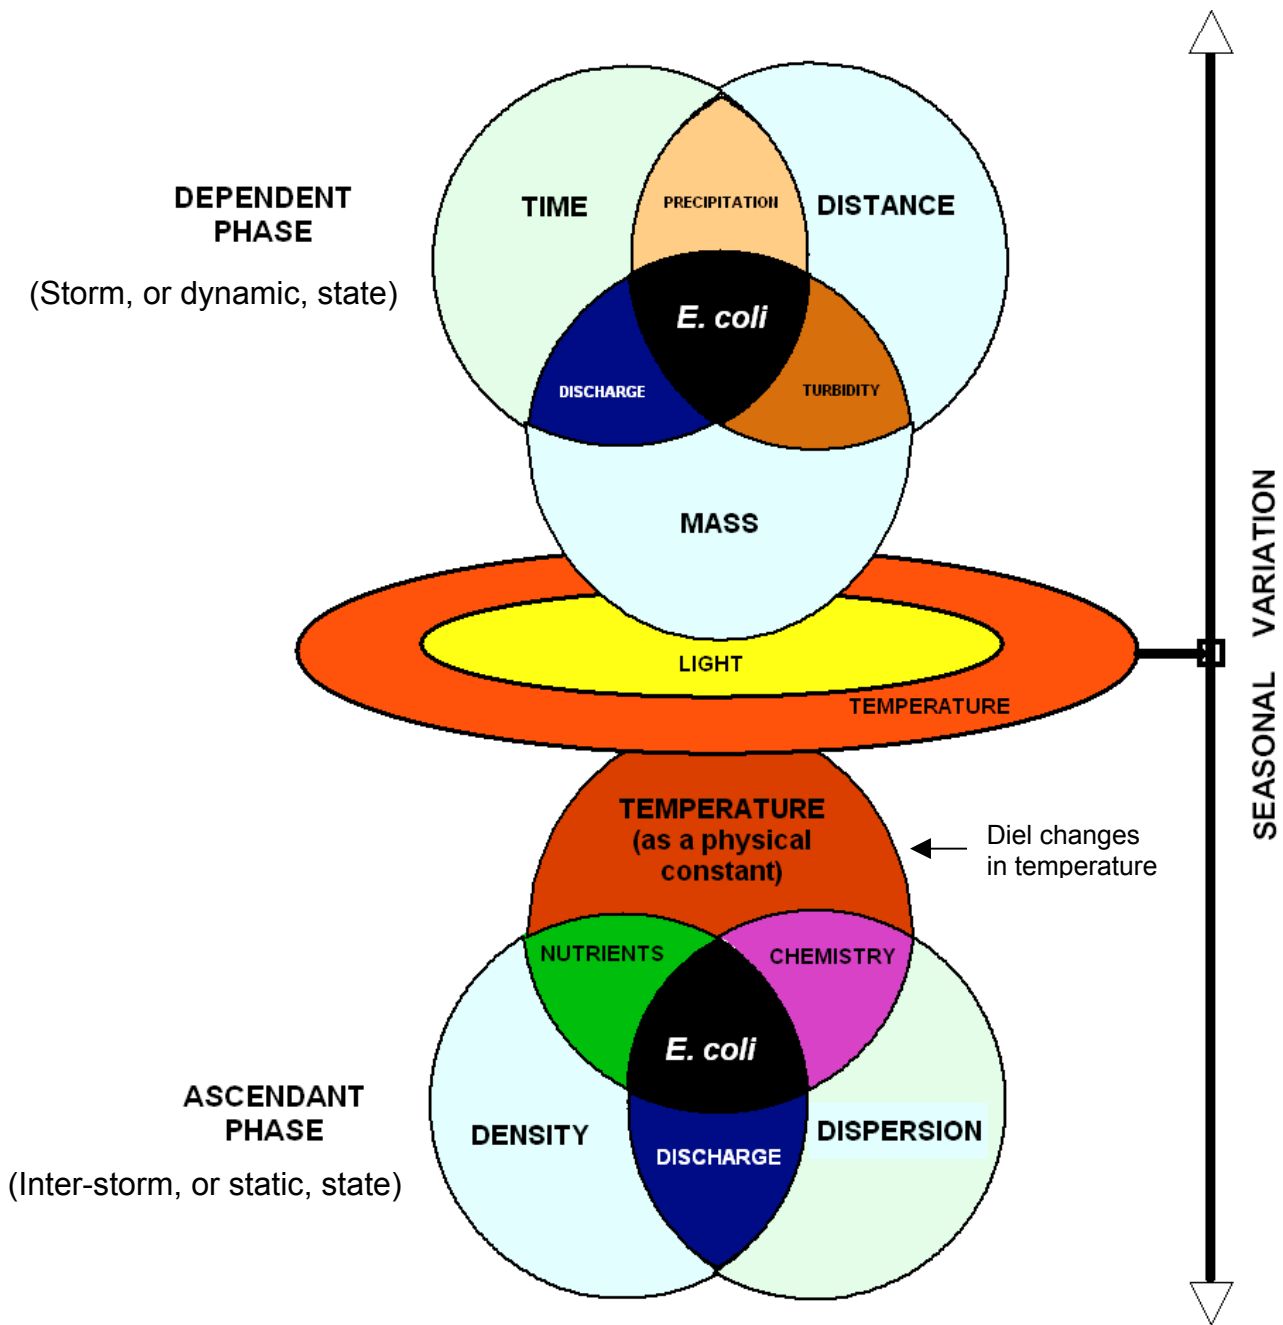 DEPENDENT
PHASE
(Storm, or dynamic, state)
TIME
PRECIPITATION
DISTANCE
E. coli
DISCHARGE
TURBIDITY
MASS
LIGHT
TEMPERATURE
SEASONAL VARIATION
TEMPERATURE
(as a physical
constant)
Diel changes
in temperature
NUTRIENTS
CHEMISTRY
E. coli
ASCENDANT
PHASE
(Inter-storm, or static, state)
DENSITY
DISCHARGE
DISPERSION